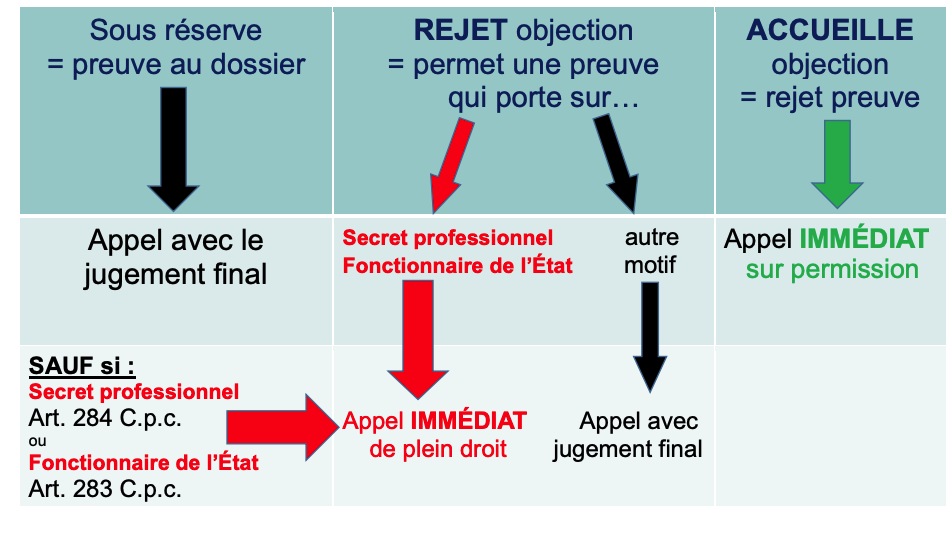 Sous réserve
= preuve au dossier
REJET objection
= permet une preuve
qui porte sur…
ACCUEILLE
objection
= rejet preuve
Appel avec le
jugement final
Secret professionnel
Fonctionnaire de l’État
autre
motif
Appel IMMÉDIAT
sur permission
SAUF si :
Secret professionnel
Art. 284 C.p.c.
ou
Fonctionnaire de l’État
Art. 283 C.p.c.
Appel IMMÉDIAT
de plein droit
Appel avec
jugement final